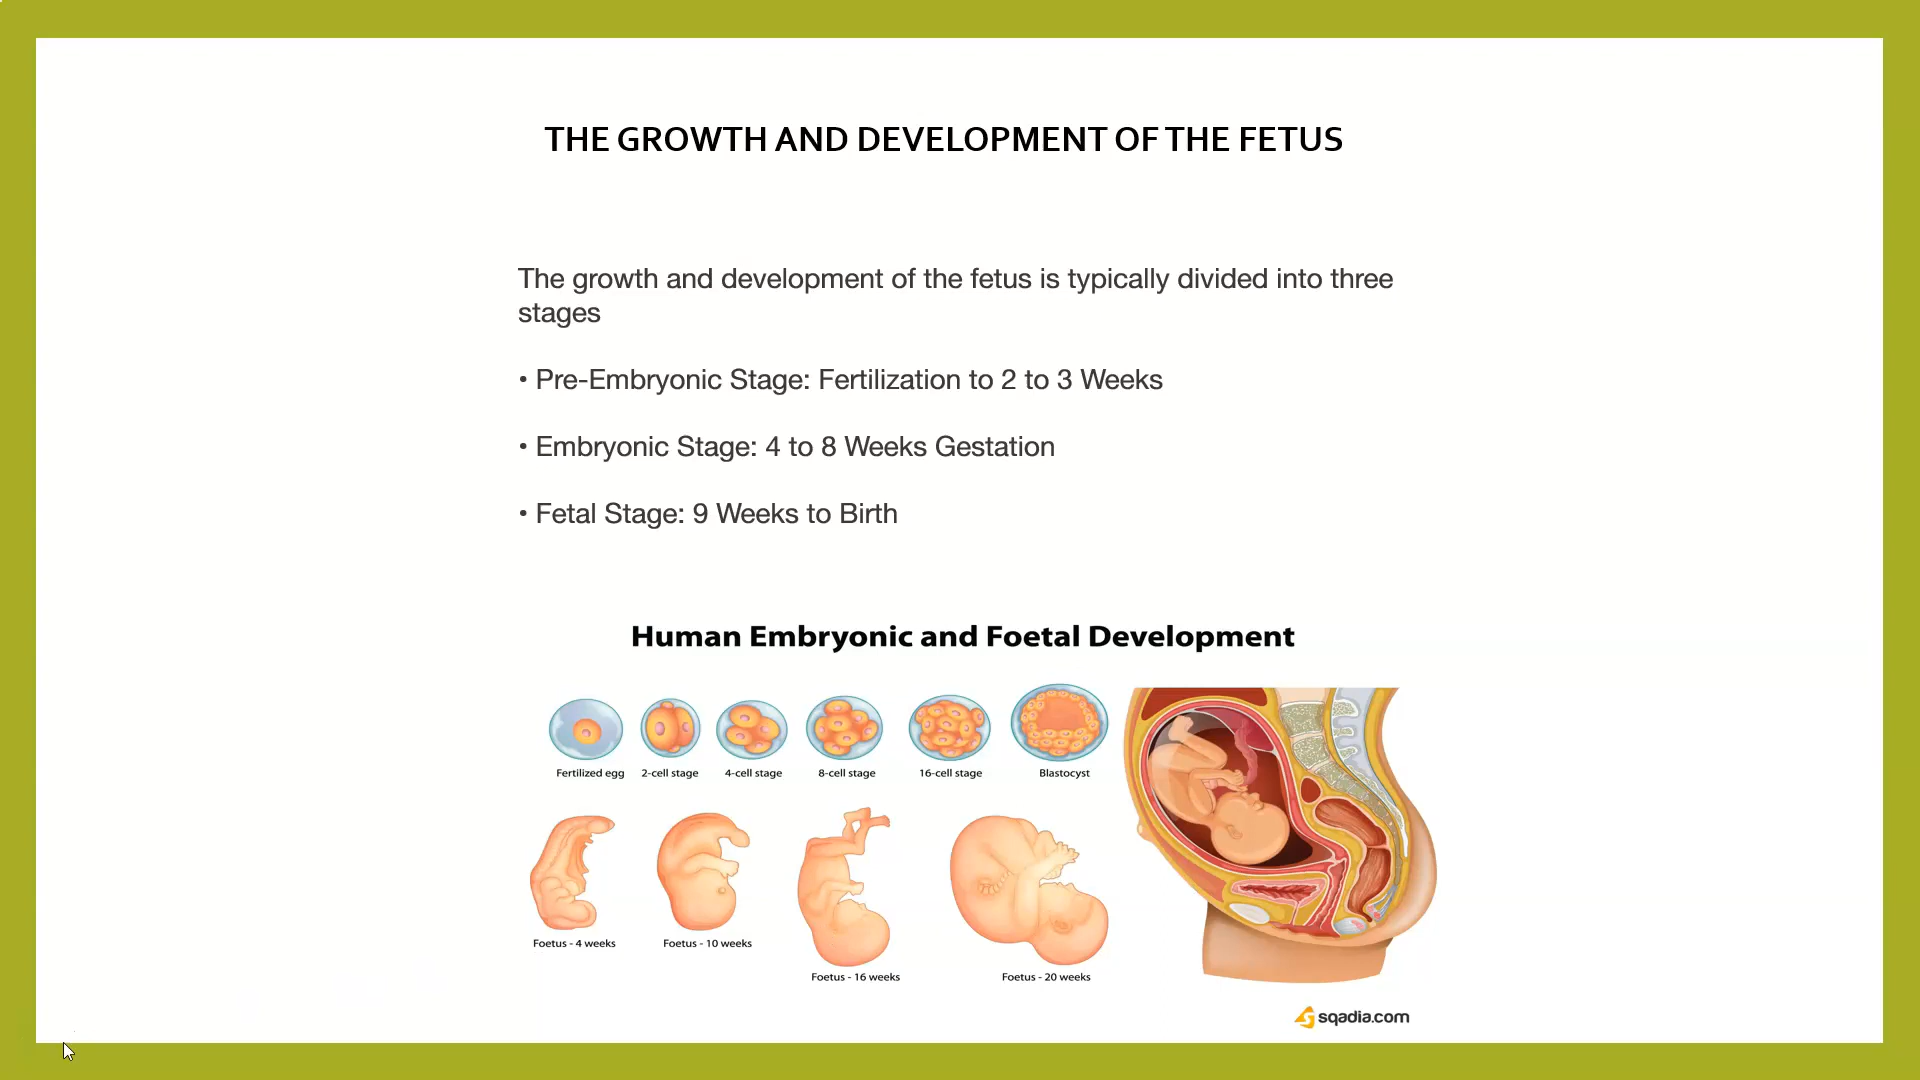 THE GROWTH AND DEVELOPMENT OF THE FETUS
The growth and development of the fetus is typically divided into three
stages
• Pre-Embryonic Stage: Fertilization to 2 to 3 Weeks
• Embryonic Stage: 4 to 8 Weeks Gestation
• Fetal Stage: 9 Weeks to Birth
Human Embryonic and Foetal Development
Fertilized egg 2-cell stage 4-cell stage 8-cell stage 16-cell stage Blastocyst
Foetus - 4 weeks Foetus - 10 weeks
Foetus - 16 weeks Foetus - 20 weeks
sqadia.com